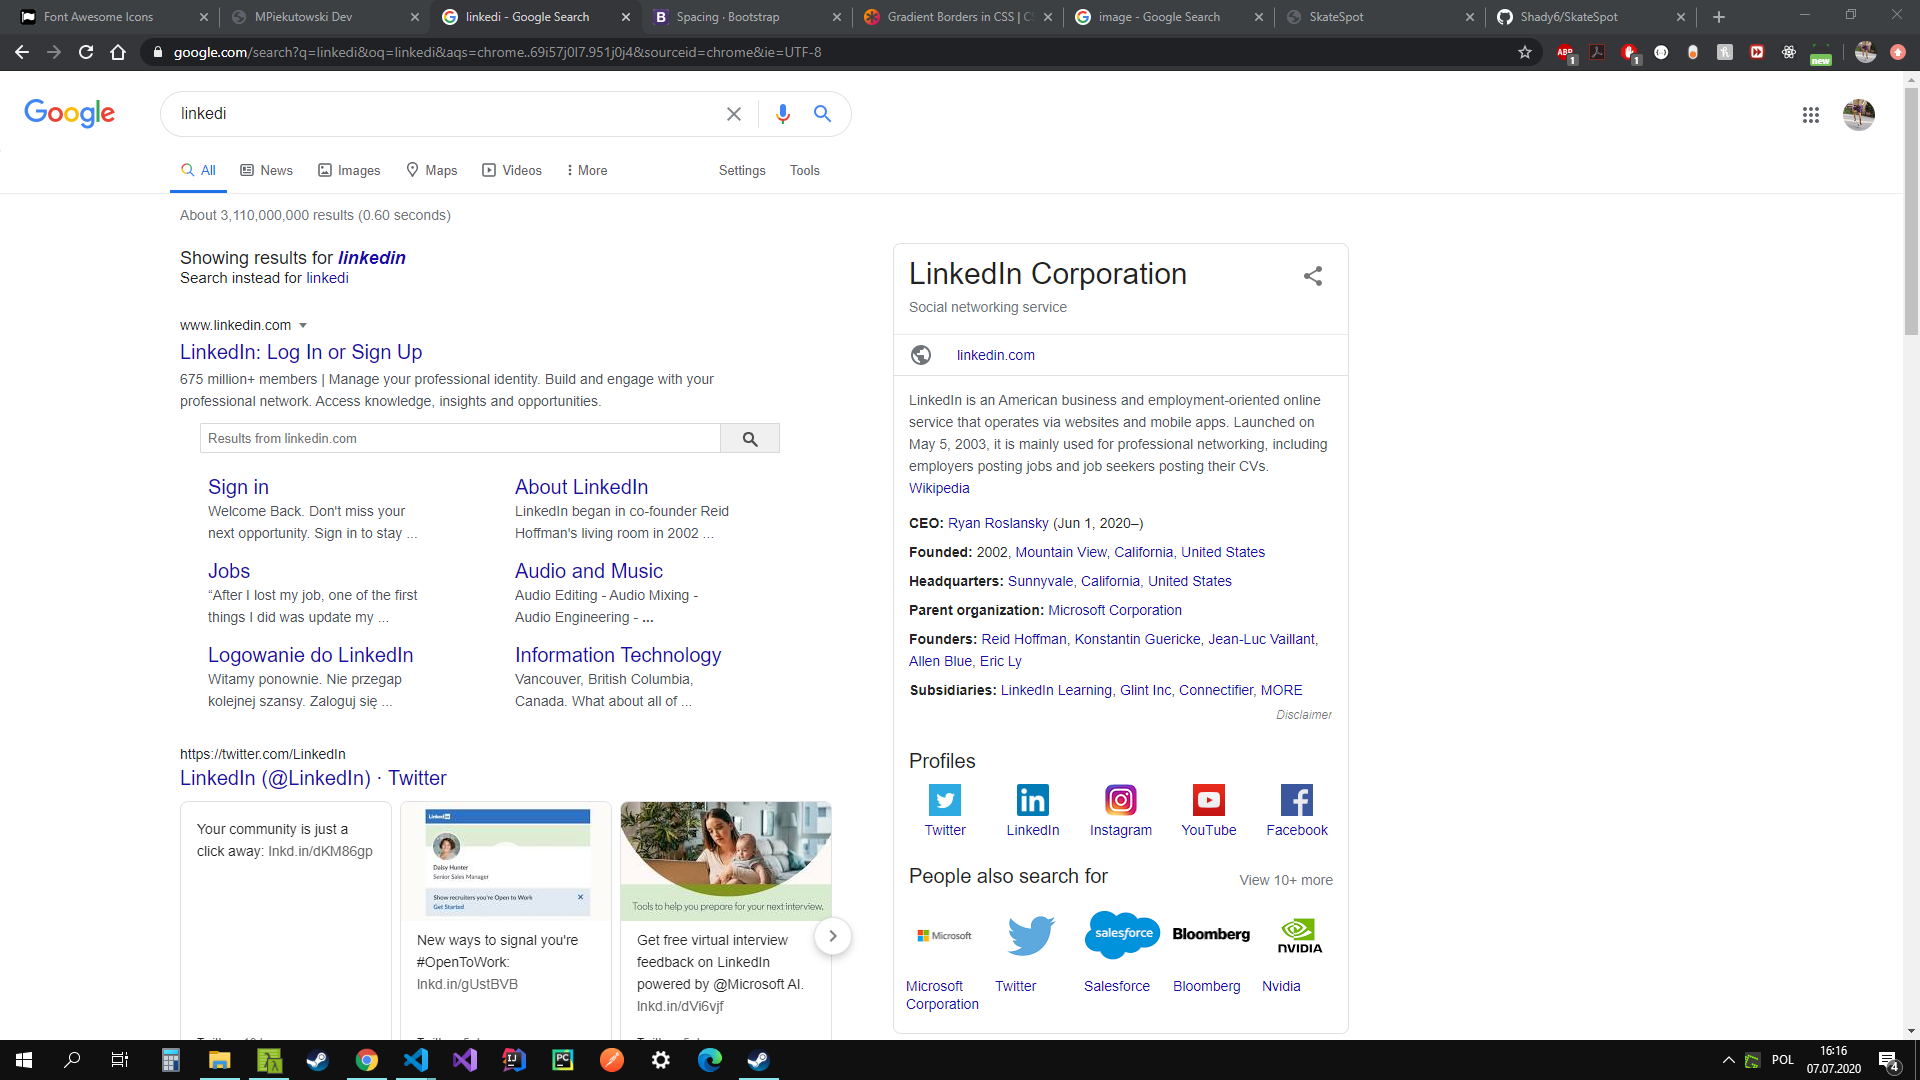 Font Awesome Icons
MPiekutowski Dev
linkedi - Google Search
Spacing · Bootstrap
Gradient Borders in CSS | CS
image - Google Search
SkateSpot
Shady6/SkateSpot
google.com/search?q=linkedi&oq=linkedi&aqs=chrome..69i57j0l7.951j0j4&sourceid=chrome&ie=UTF-8
ABP
1
1
new
Google
linkedi
All
News
Images
Maps
Videos
More
Settings
Tools
About 3,110,000,000 results (0.60 seconds)
Showing results for linkedin
Search instead for linkedi
www.linkedin.com
LinkedIn: Log In or Sign Up
675 million+ members | Manage your professional identity. Build and engage with your
professional network. Access knowledge, insights and opportunities.
Results from linkedin.com
Sign in
Welcome Back. Don't miss your
next opportunity. Sign in to stay ...
About LinkedIn
LinkedIn began in co-founder Reid
Hoffman's living room in 2002 ...
Jobs
“After I lost my job, one of the first
things I did was update my ...
Audio and Music
Audio Editing - Audio Mixing -
Audio Engineering - ...
Logowanie do LinkedIn
Witamy ponownie. Nie przegap
kolejnej szansy. Zaloguj się ...
Information Technology
Vancouver, British Columbia,
Canada. What about all of ...
https://twitter.com/LinkedIn
LinkedIn (@LinkedIn) · Twitter
Your community is just a
click away: lnkd.in/dKM86gp
LinkedIn
Daisy Hunter
Senior Sales Manager
Show recruiters you're Open to Work
Get Started
New ways to signal you're
#OpenToWork:
lnkd.in/gUstBVB
Tools to help you prepare for your next interview.
Get free virtual interview
feedback on LinkedIn
powered by @Microsoft AI.
lnkd.in/dVi6vjf
LinkedIn Corporation
Social networking service
linkedin.com
LinkedIn is an American business and employment-oriented online
service that operates via websites and mobile apps. Launched on
May 5, 2003, it is mainly used for professional networking, including
employers posting jobs and job seekers posting their CVs.
Wikipedia
CEO: Ryan Roslansky (Jun 1, 2020–)
Founded: 2002, Mountain View, California, United States
Headquarters: Sunnyvale, California, United States
Parent organization: Microsoft Corporation
Founders: Reid Hoffman, Konstantin Guericke, Jean-Luc Vaillant,
Allen Blue, Eric Ly
Subsidiaries: LinkedIn Learning, Glint Inc, Connectifier, MORE
Disclaimer
Profiles
Twitter
LinkedIn
Instagram
YouTube
Facebook
People also search for
View 10+ more
Microsoft
salesforce
Bloomberg
NVIDIA
Microsoft
Corporation
Twitter
Salesforce
Bloomberg
Nvidia
POL
16:16
07.07.2020
4